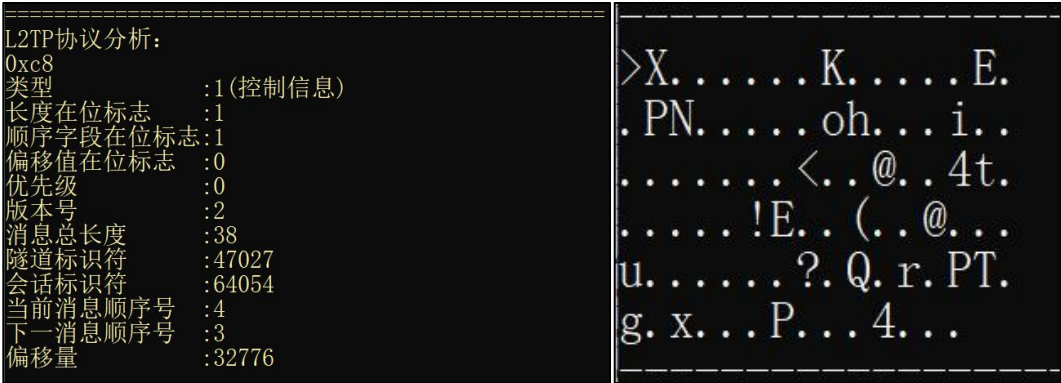 L2TP协议分析:
0xc8
类型 :1(控制信息)
长度在位标志 :1
顺序字段在位标志:1
偏移值在位标志 :0
优先级 :0
版本号 :2
消息总长度 :38
隧道标识符 :47027
会话标识符 :64054
当前消息顺序号 :4
下一消息顺序号 :3
偏移量 :32776
>X......K.....E.
.PN.....oh...i..
.......<..@..4t.
.....!E..(..@...
u......?.Q.r.PT.
g.x...P...4...